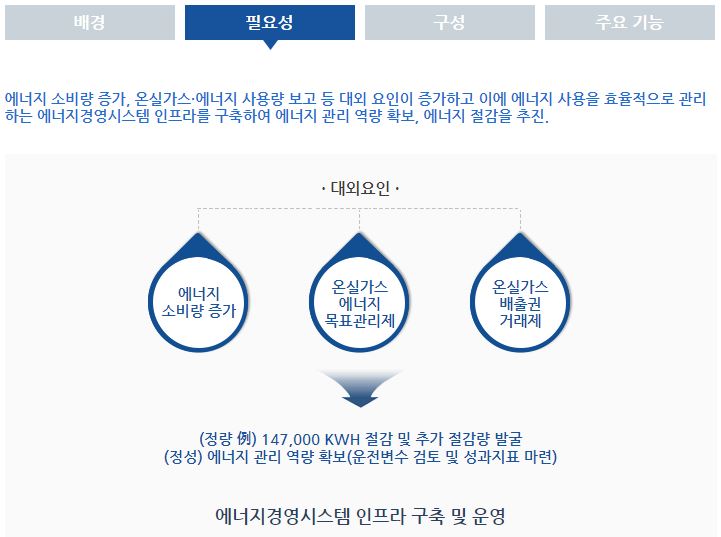 배경
필요성
구성
주요 기능
에너지 소비량 증가, 온실가스·에너지 사용량 보고 등 대외 요인이 증가하고 이에 에너지 사용을 효율적으로 관리
하는 에너지경영시스템 인프라를 구축하여 에너지 관리 역량 확보, 에너지 절감을 추진.
· 대외요인 ·
에너지
소비량 증가
온실가스
에너지
목표관리제
온실가스
배출권
거래제
(정량 例) 147,000 KWH 절감 및 추가 절감량 발굴
(정성) 에너지 관리 역량 확보(운전변수 검토 및 성과지표 마련)
에너지경영시스템 인프라 구축 및 운영